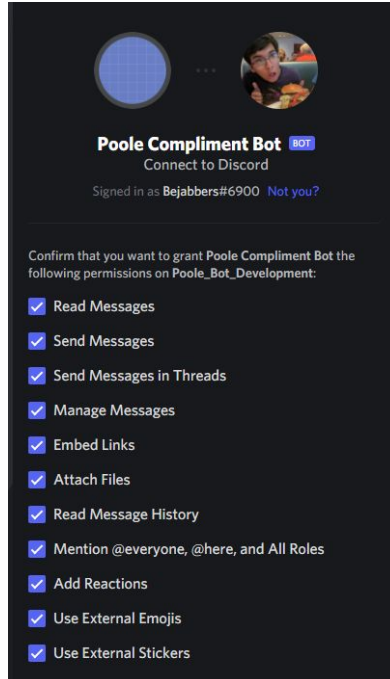 Poole Compliment Bot BOT
Connect to Discord
Signed in as Bejabbers#6900 Not you?
Confirm that you want to grant Poole Compliment Bot the
following permissions on Poole_Bot_Development:
Read Messages
Send Messages
Send Messages in Threads
Manage Messages
Embed Links
Attach Files
Read Message History
Mention @everyone, @here, and All Roles
Add Reactions
Use External Emojis
Use External Stickers